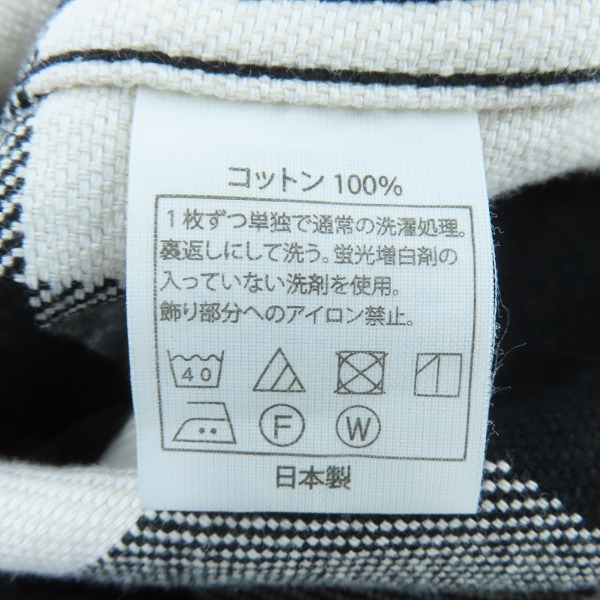 コットン 100%
1枚ずつ単独で通常の洗濯処理。
裏返しにして洗う。蛍光増白剤の
入っていない洗剤を使用。
飾り部分へのアイロン禁止。
40
F W
日本製